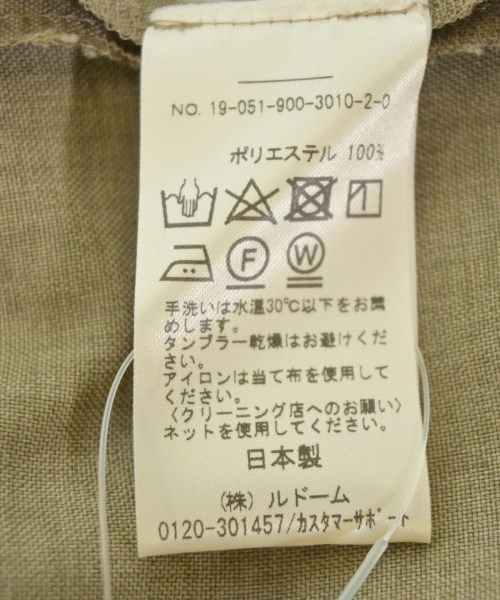 NO. 19-051-900-3010-2-0
ポリエステル 100%
F W
手洗いは水温30℃以下をお薦
めします。
タンブラー乾燥はお避けくだ
さい。
アイロンは当て布を使用して
ください。
〈クリーニング店へのお願い〉
ネットを使用してください。
日本製
(株) ルドーム
0120-301457/カスタマーサポート